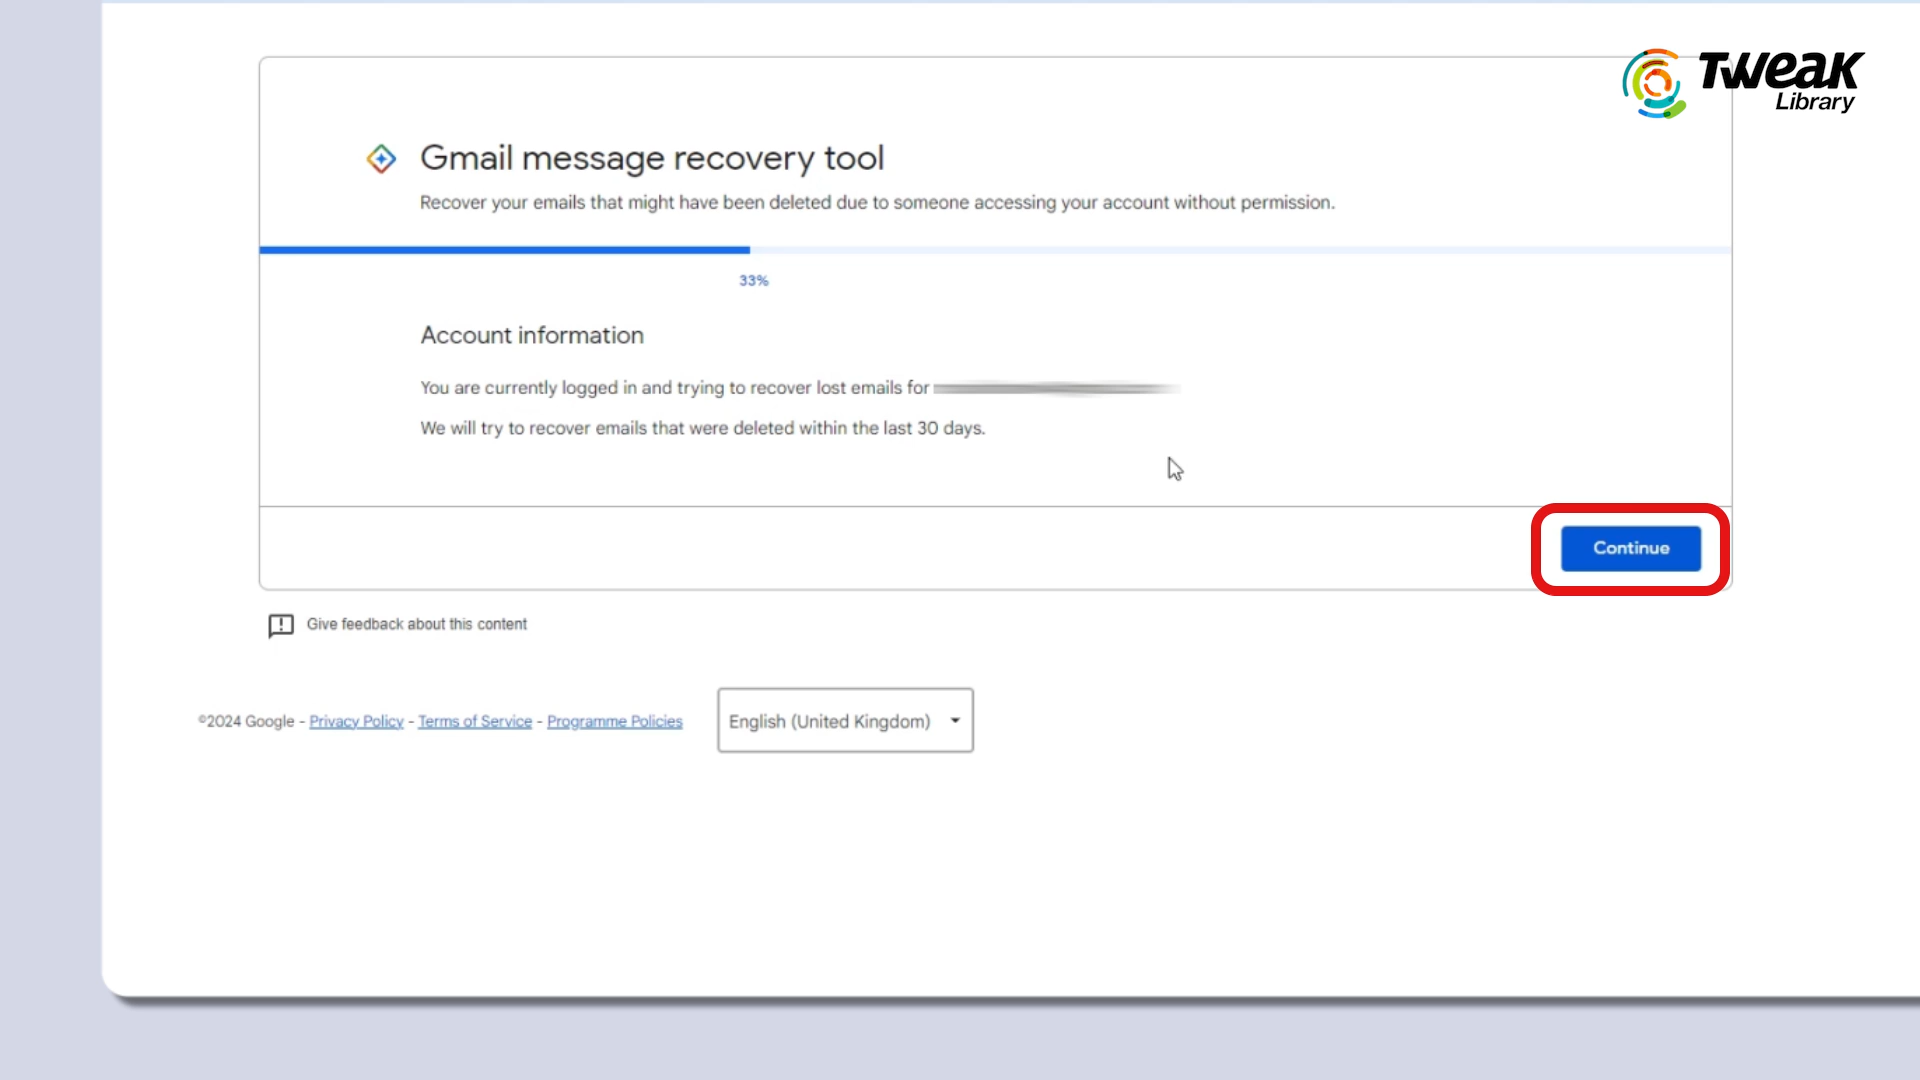 TWEAK
Library
Gmail message recovery tool
Recover your emails that might have been deleted due to someone accessing your account without permission.
33%
Account information
You are currently logged in and trying to recover lost emails for
We will try to recover emails that were deleted within the last 30 days.
Continue
Give feedback about this content
©2024 Google - Privacy Policy - Terms of Service - Programme Policies
English (United Kingdom)